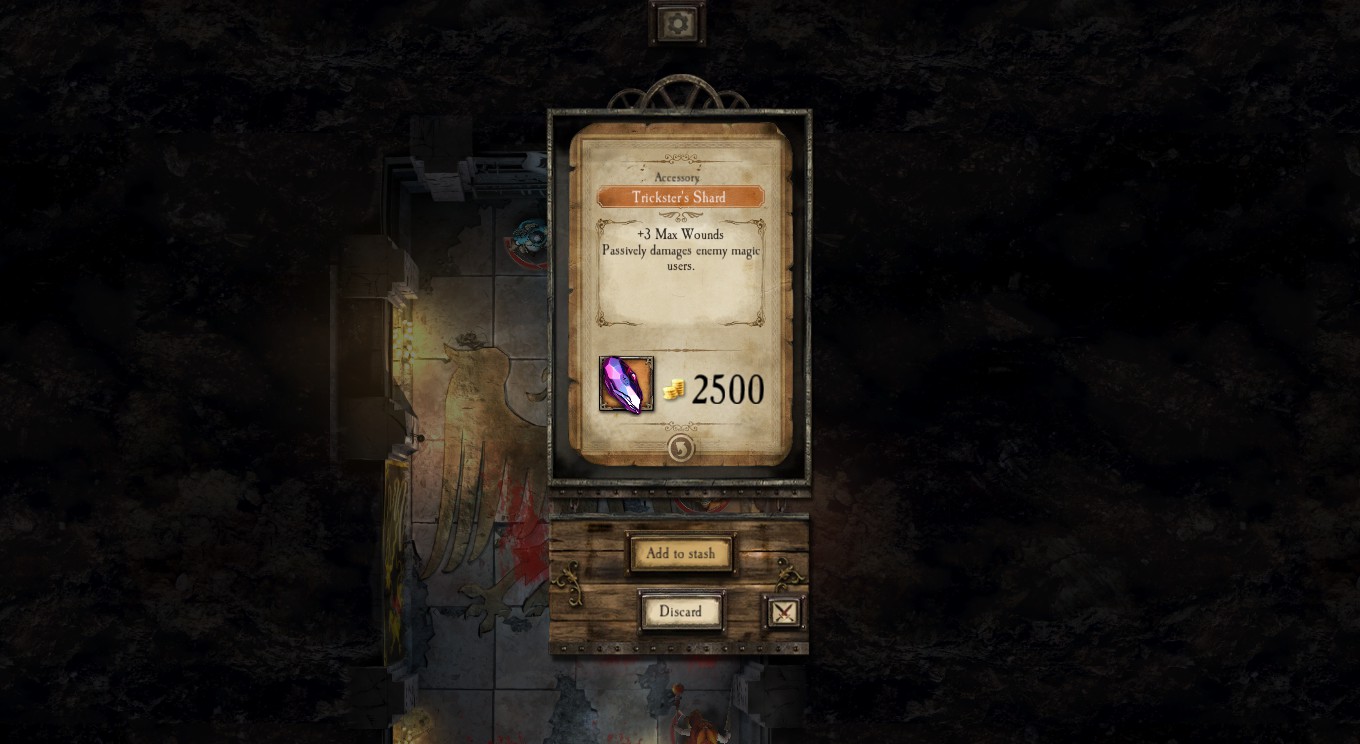 Accessory
Trickster's Shard
+3 Max Wounds
Passively damages enemy magic
users.
2500
Add to stash
Discard